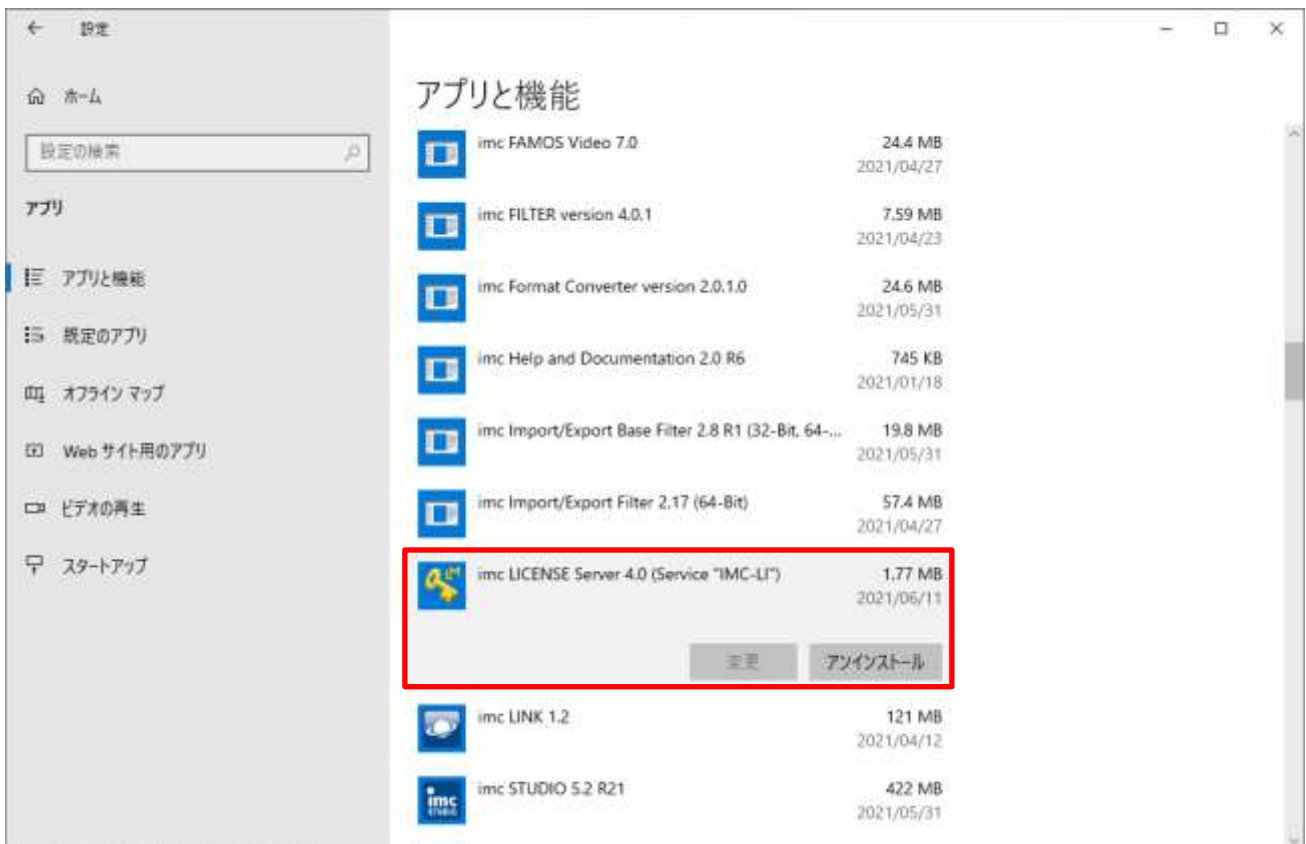 ← 設定
ホーム
設定の検索
アプリ
アプリと機能
既定のアプリ
オフライン マップ
Web サイト用のアプリ
ビデオの再生
スタートアップ
アプリと機能
imc FAMOS Video 7.0 24.4 MB
2021/04/27
imc FILTER version 4.0.1 7.59 MB
2021/04/23
imc Format Converter version 2.0.1.0 24.6 MB
2021/05/31
imc Help and Documentation 2.0 R6 745 KB
2021/01/18
imc Import/Export Base Filter 2.8 R1 (32-Bit, 64-... 19.8 MB
2021/05/31
imc Import/Export Filter 2.17 (64-Bit) 57.4 MB
2021/04/27
LM
imc LICENSE Server 4.0 (Service "IMC-LI") 1.77 MB
2021/06/11
変更 アンインストール
imc LINK 1.2 121 MB
2021/04/12
imc STUDIO 5.2 R21 422 MB
imc
STUDIO
2021/05/31